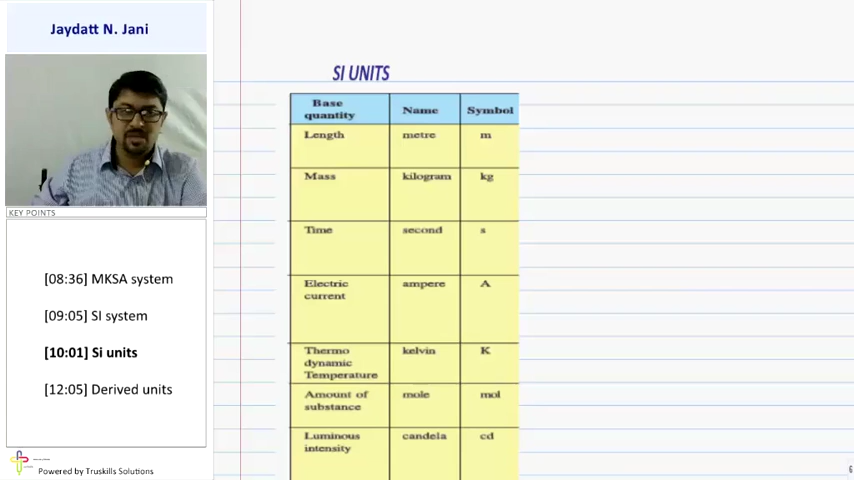 Jaydatt N. Jani
KEY POINTS
[08:36] MKSA system
[09:05] SI system
[10:01] Si units
[12:05] Derived units
Powered by Truskills Solutions
SI UNITS
Base quantity Name Symbol
Length metre m
Mass kilogram kg
Time second s
Electric current ampere A
Thermo dynamic Temperature kelvin K
Amount of substance mole mol
Luminous intensity candela cd
6